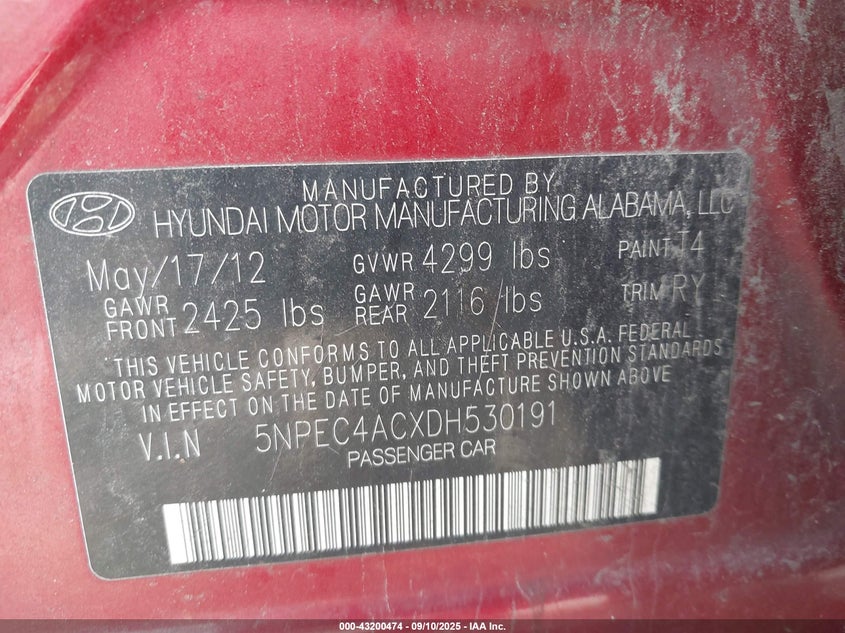 MANUFACTURED BY
HYUNDAI MOTOR MANUFACTURING ALABAMA, LLC
May/17/12 GVWR 4299 lbs PAINT T4
GAWR FRONT 2425 lbs GAWR REAR 2116 lbs TRIM RY
THIS VEHICLE CONFORMS TO ALL APPLICABLE U.S.A. FEDERAL
MOTOR VEHICLE SAFETY, BUMPER, AND THEFT PREVENTION STANDARDS
IN EFFECT ON THE DATE OF MANUFACTURE SHOWN ABOVE
V.I.N 5NPEC4ACXDH530191
PASSENGER CAR
000-43200474 - 09/10/2025 - IAA Inc.